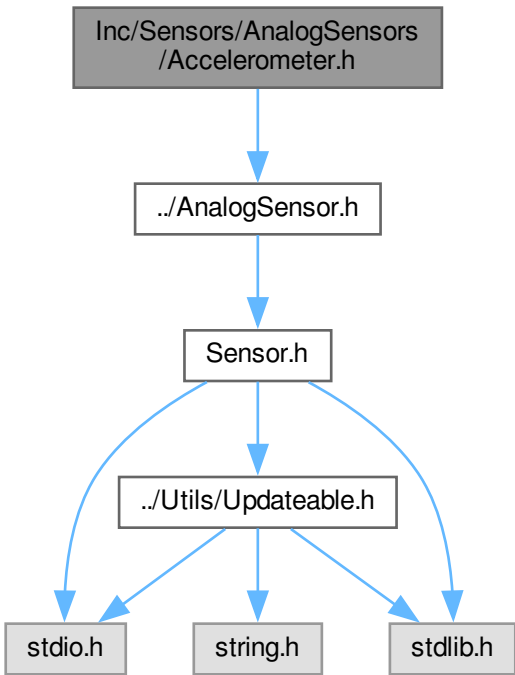 Inc/Sensors/AnalogSensors
/Accelerometer.h
../AnalogSensor.h
Sensor.h
../Utils/Updateable.h
stdio.h
string.h
stdlib.h